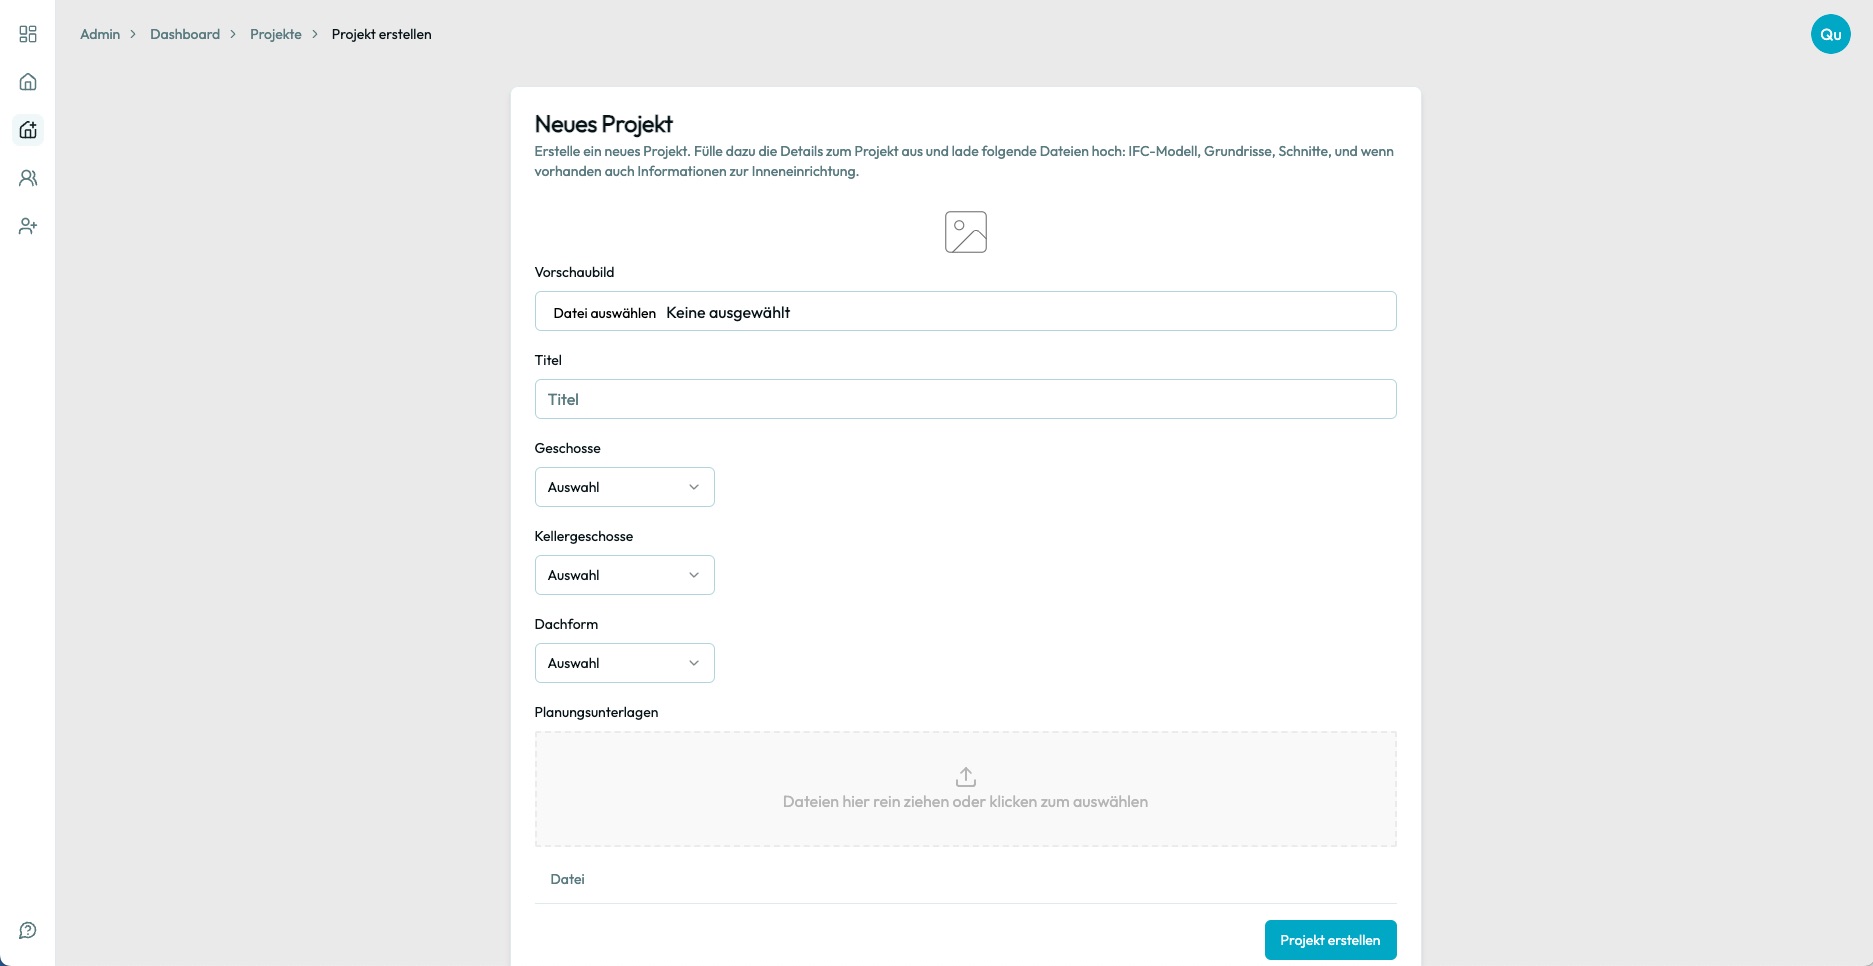 Admin > Dashboard > Projekte > Projekt erstellen
Qu
Neues Projekt
Erstelle ein neues Projekt. Fülle dazu die Details zum Projekt aus und lade folgende Dateien hoch: IFC-Modell, Grundrisse, Schnitte, und wenn
vorhanden auch Informationen zur Inneneinrichtung.
Vorschaubild
Datei auswählen Keine ausgewählt
Titel
Titel
Geschosse
Auswahl
Kellergeschosse
Auswahl
Dachform
Auswahl
Planungsunterlagen
Dateien hier rein ziehen oder klicken zum auswählen
Datei
Projekt erstellen